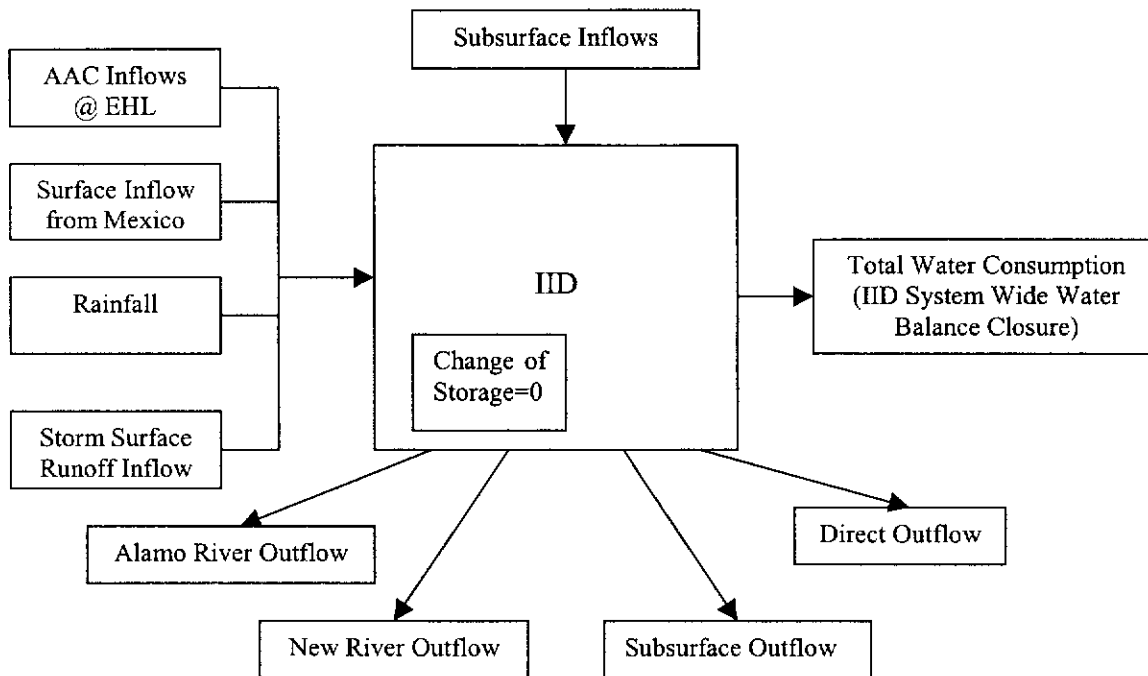 Subsurface Inflows
AAC Inflows
@ EHL
Surface Inflow
from Mexico
Rainfall
Storm Surface
Runoff Inflow
IID
Change of
Storage=0
Total Water Consumption
(IID System Wide Water
Balance Closure)
Alamo River Outflow
Direct Outflow
New River Outflow
Subsurface Outflow